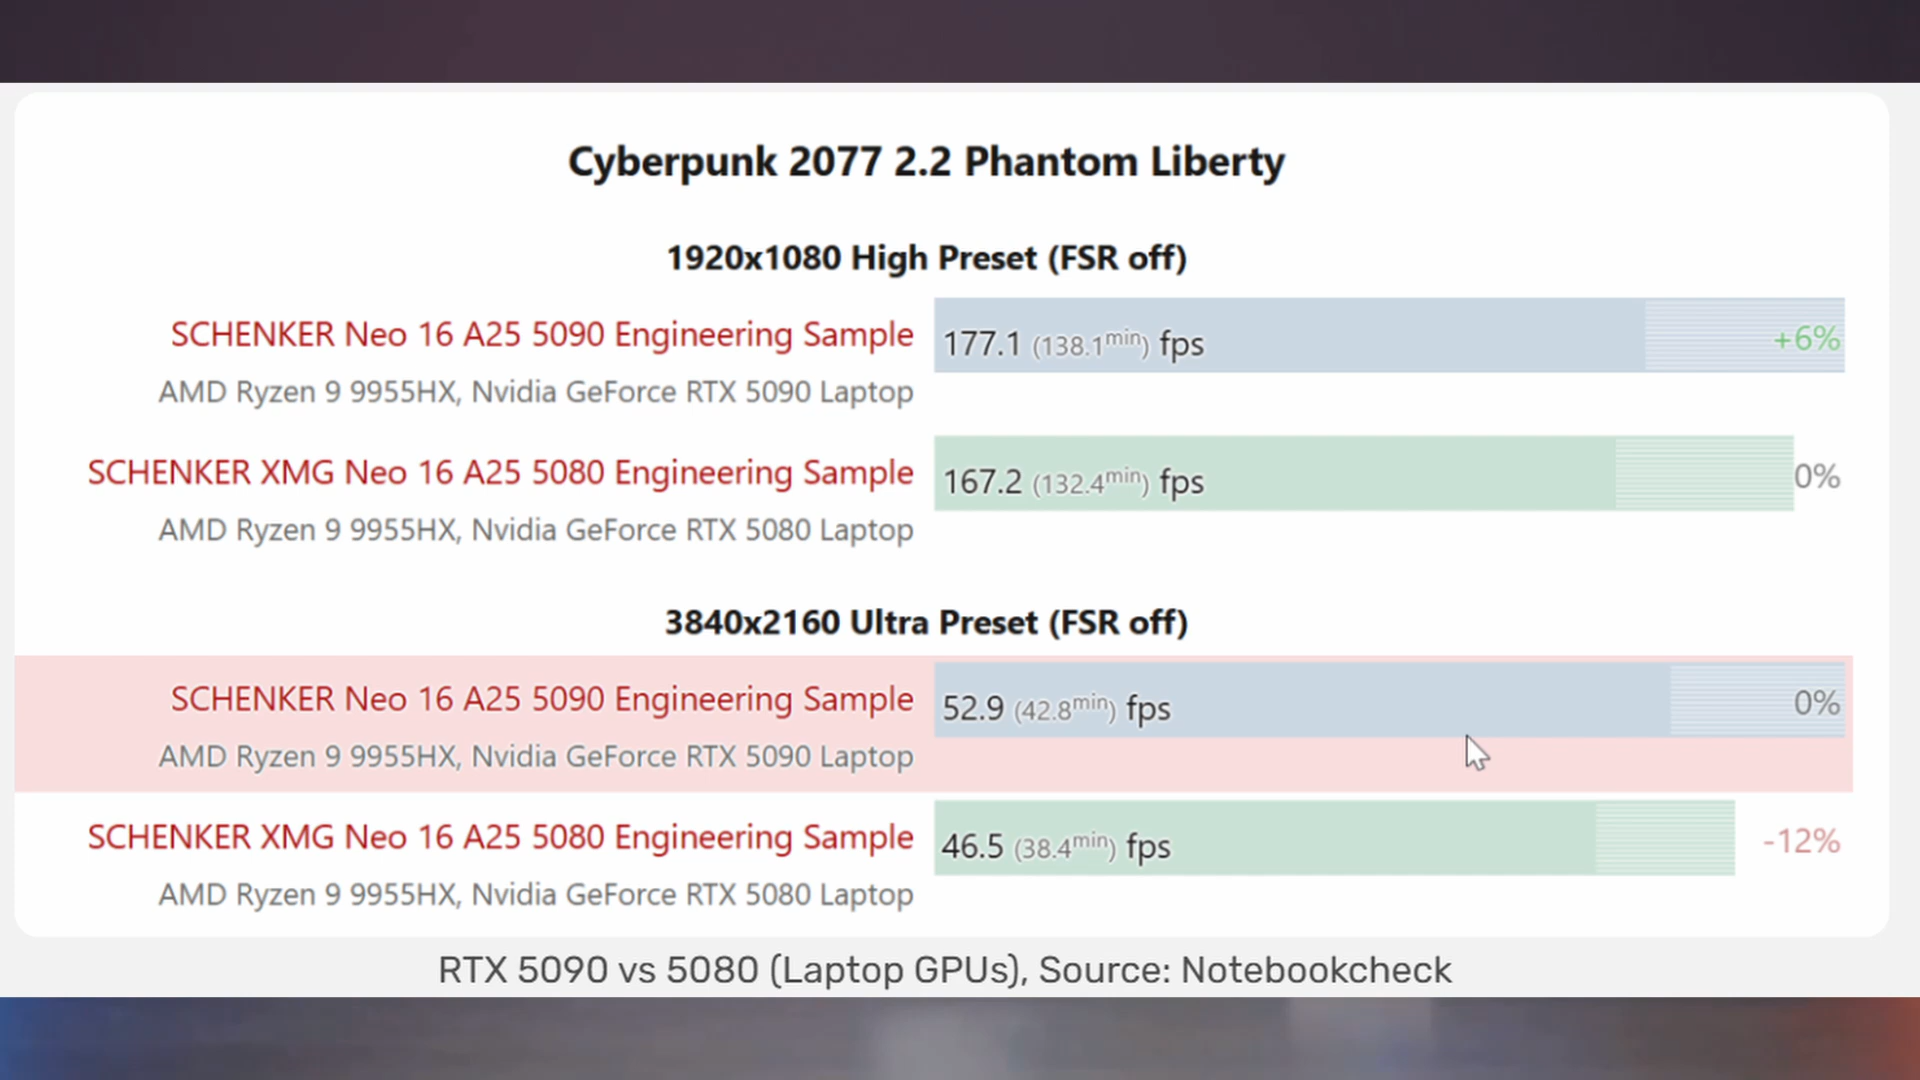 Cyberpunk 2077 2.2 Phantom Liberty
1920x1080 High Preset (FSR off)
SCHENKER Neo 16 A25 5090 Engineering Sample
177.1 (138.1min) fps
+6%
AMD Ryzen 9 9955HX, Nvidia GeForce RTX 5090 Laptop
SCHENKER XMG Neo 16 A25 5080 Engineering Sample
167.2 (132.4min) fps
0%
AMD Ryzen 9 9955HX, Nvidia GeForce RTX 5080 Laptop
3840x2160 Ultra Preset (FSR off)
SCHENKER Neo 16 A25 5090 Engineering Sample
52.9 (42.8min) fps
0%
AMD Ryzen 9 9955HX, Nvidia GeForce RTX 5090 Laptop
SCHENKER XMG Neo 16 A25 5080 Engineering Sample
46.5 (38.4min) fps
-12%
AMD Ryzen 9 9955HX, Nvidia GeForce RTX 5080 Laptop
RTX 5090 vs 5080 (Laptop GPUs), Source: Notebookcheck